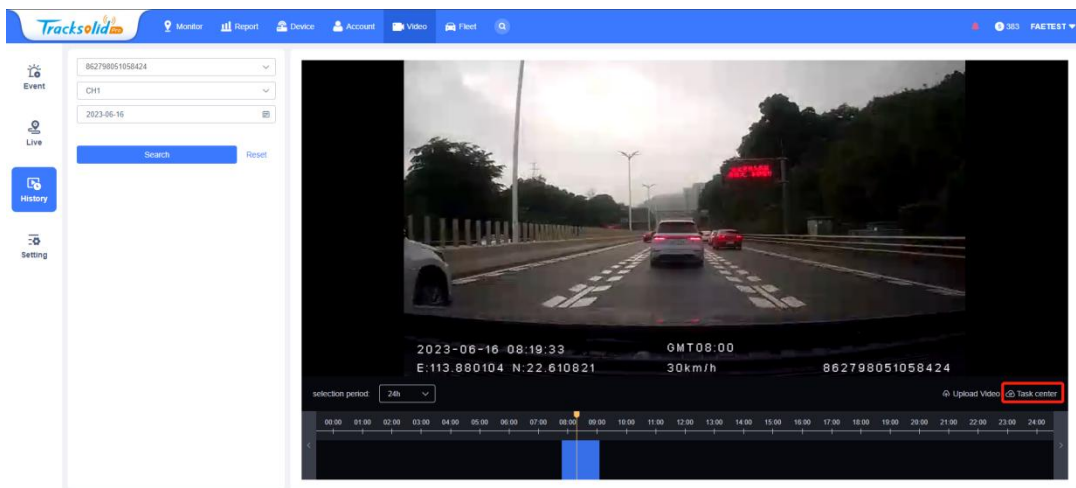 Tracksolid PRO
Monitor Report Device Account Video Fleet 383 FAETEST
Event
Live
History
Setting
862798051058424
CH1
2023-06-16
Search Reset
2023-06-16 08:19:33 GMT08:00
E:113.880104 N:22.610821 30km/h 862798051058424
selection period: 24h Upload Video Task center
00:00 01:00 02:00 03:00 04:00 05:00 06:00 07:00 08:00 09:00 10:00 11:00 12:00 13:00 14:00 15:00 16:00 17:00 18:00 19:00 20:00 21:00 22:00 23:00 24:00